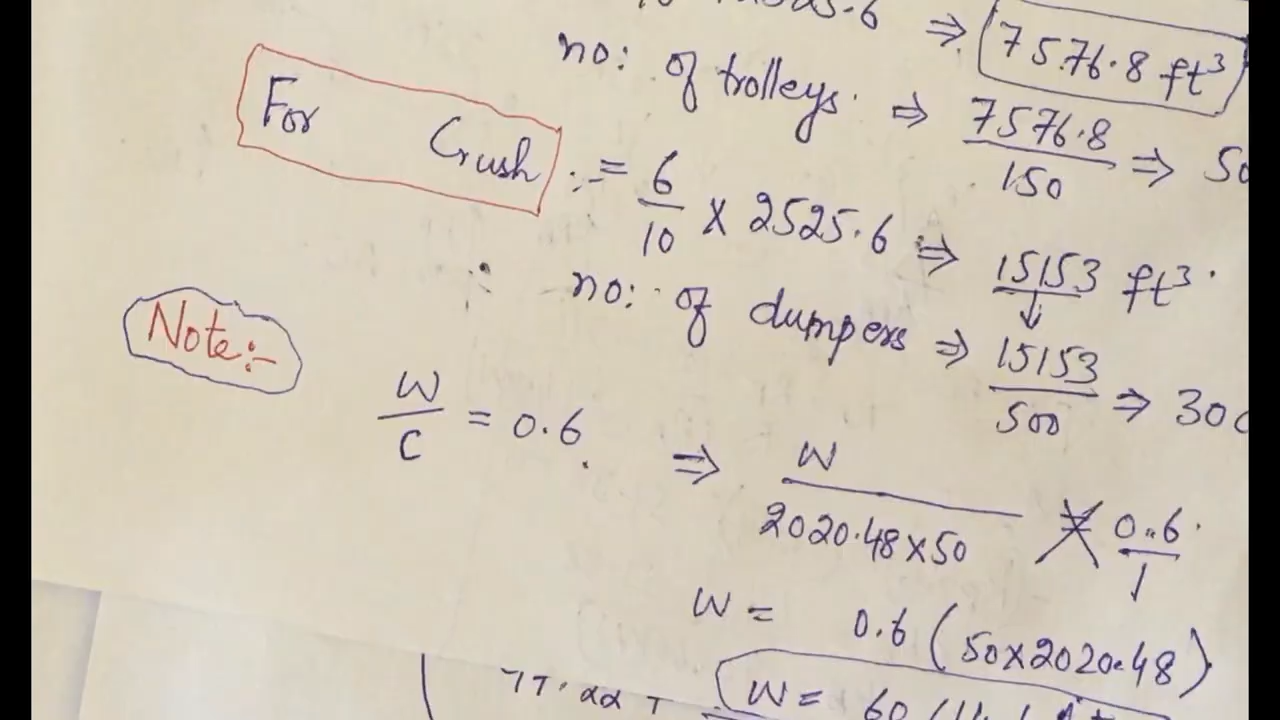 ⇒ 7576.8 ft³
no: of trolleys ⇒ 7576.8/150 ⇒
For Crush := 6/10 × 2525.6 ⇒ 15153 ft³
∴ no: of dumpers ⇒ 15153/500 ⇒
Note:-
W/C = 0.6 ⇒ W/2020.48×50 = 0.6/1
W = 0.6 (50×2020.48)
W =